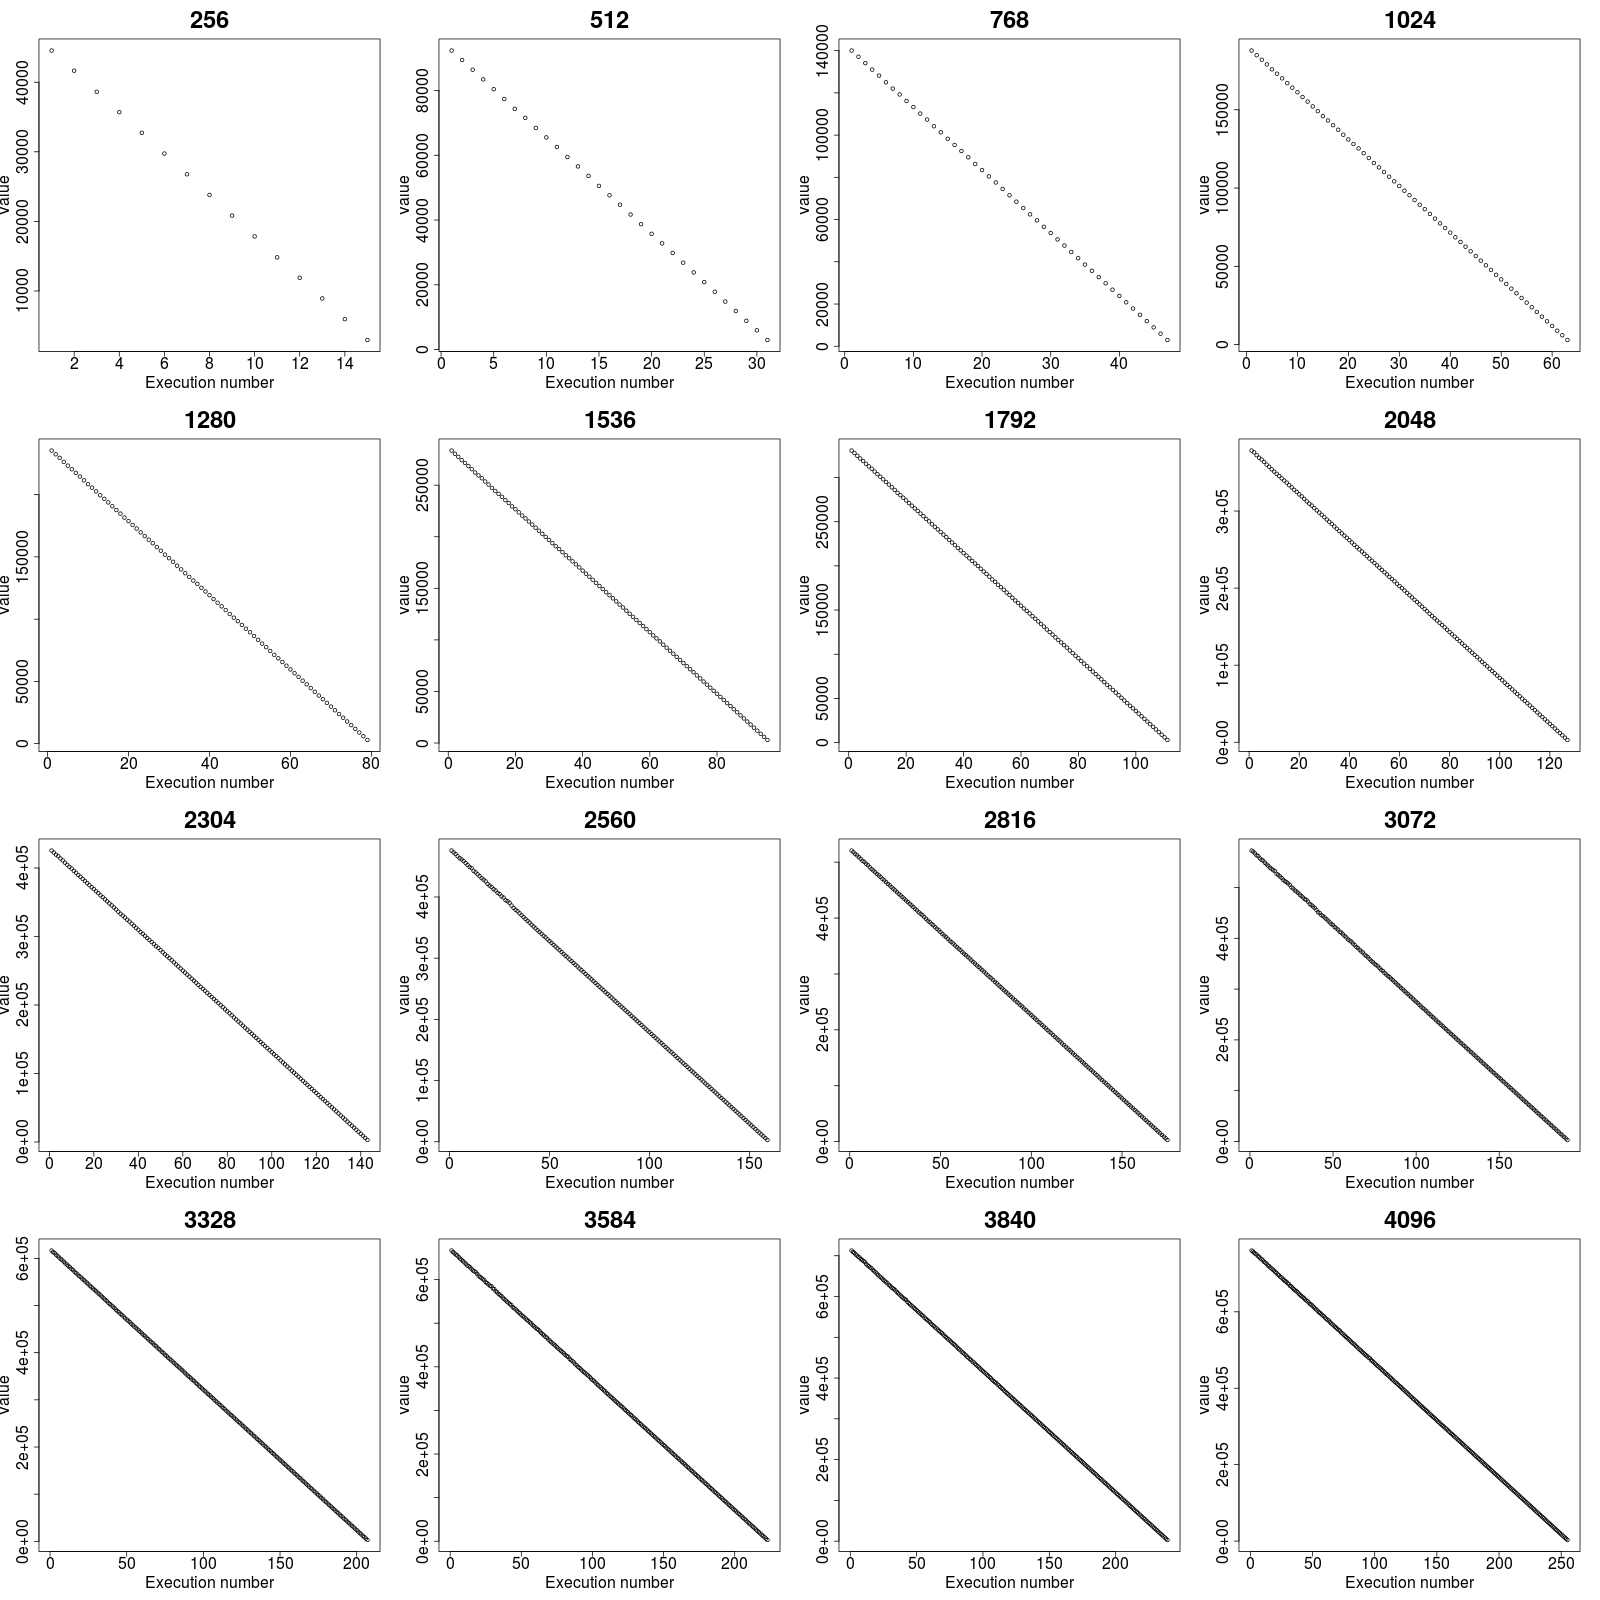 256
40000
30000
20000
10000
value
2 4 6 8 10 12 14
Execution number
512
80000
60000
40000
20000
0
value
0 5 10 15 20 25 30
Execution number
768
140000
100000
60000
20000
0
value
0 10 20 30 40
Execution number
1024
150000
100000
50000
0
value
0 10 20 30 40 50 60
Execution number
1280
150000
50000
0
value
0 20 40 60 80
Execution number
1536
250000
150000
50000
0
value
0 20 40 60 80
Execution number
1792
250000
150000
50000
0
value
0 20 40 60 80 100
Execution number
2048
3e+05
2e+05
1e+05
0e+00
value
0 20 40 60 80 100 120
Execution number
2304
4e+05
3e+05
2e+05
1e+05
0e+00
value
0 20 40 60 80 100 120 140
Execution number
2560
4e+05
3e+05
2e+05
1e+05
0e+00
value
0 50 100 150
Execution number
2816
4e+05
2e+05
0e+00
value
0 50 100 150
Execution number
3072
4e+05
2e+05
0e+00
value
0 50 100 150
Execution number
3328
6e+05
4e+05
2e+05
0e+00
value
0 50 100 150 200
Execution number
3584
6e+05
4e+05
2e+05
0e+00
value
0 50 100 150 200
Execution number
3840
6e+05
4e+05
2e+05
0e+00
value
0 50 100 150 200
Execution number
4096
6e+05
4e+05
2e+05
0e+00
value
0 50 100 150 200 250
Execution number